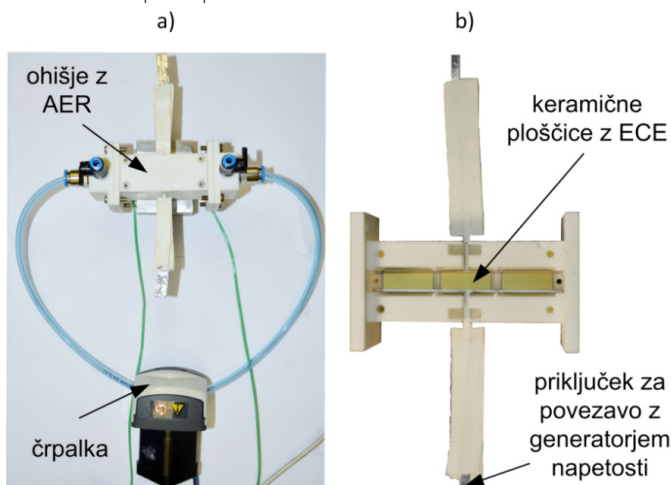 a)
b)
ohišje z
AER
keramične
ploščice z ECE
črpalka
priključek za
povezavo z
generatorjem
napetosti